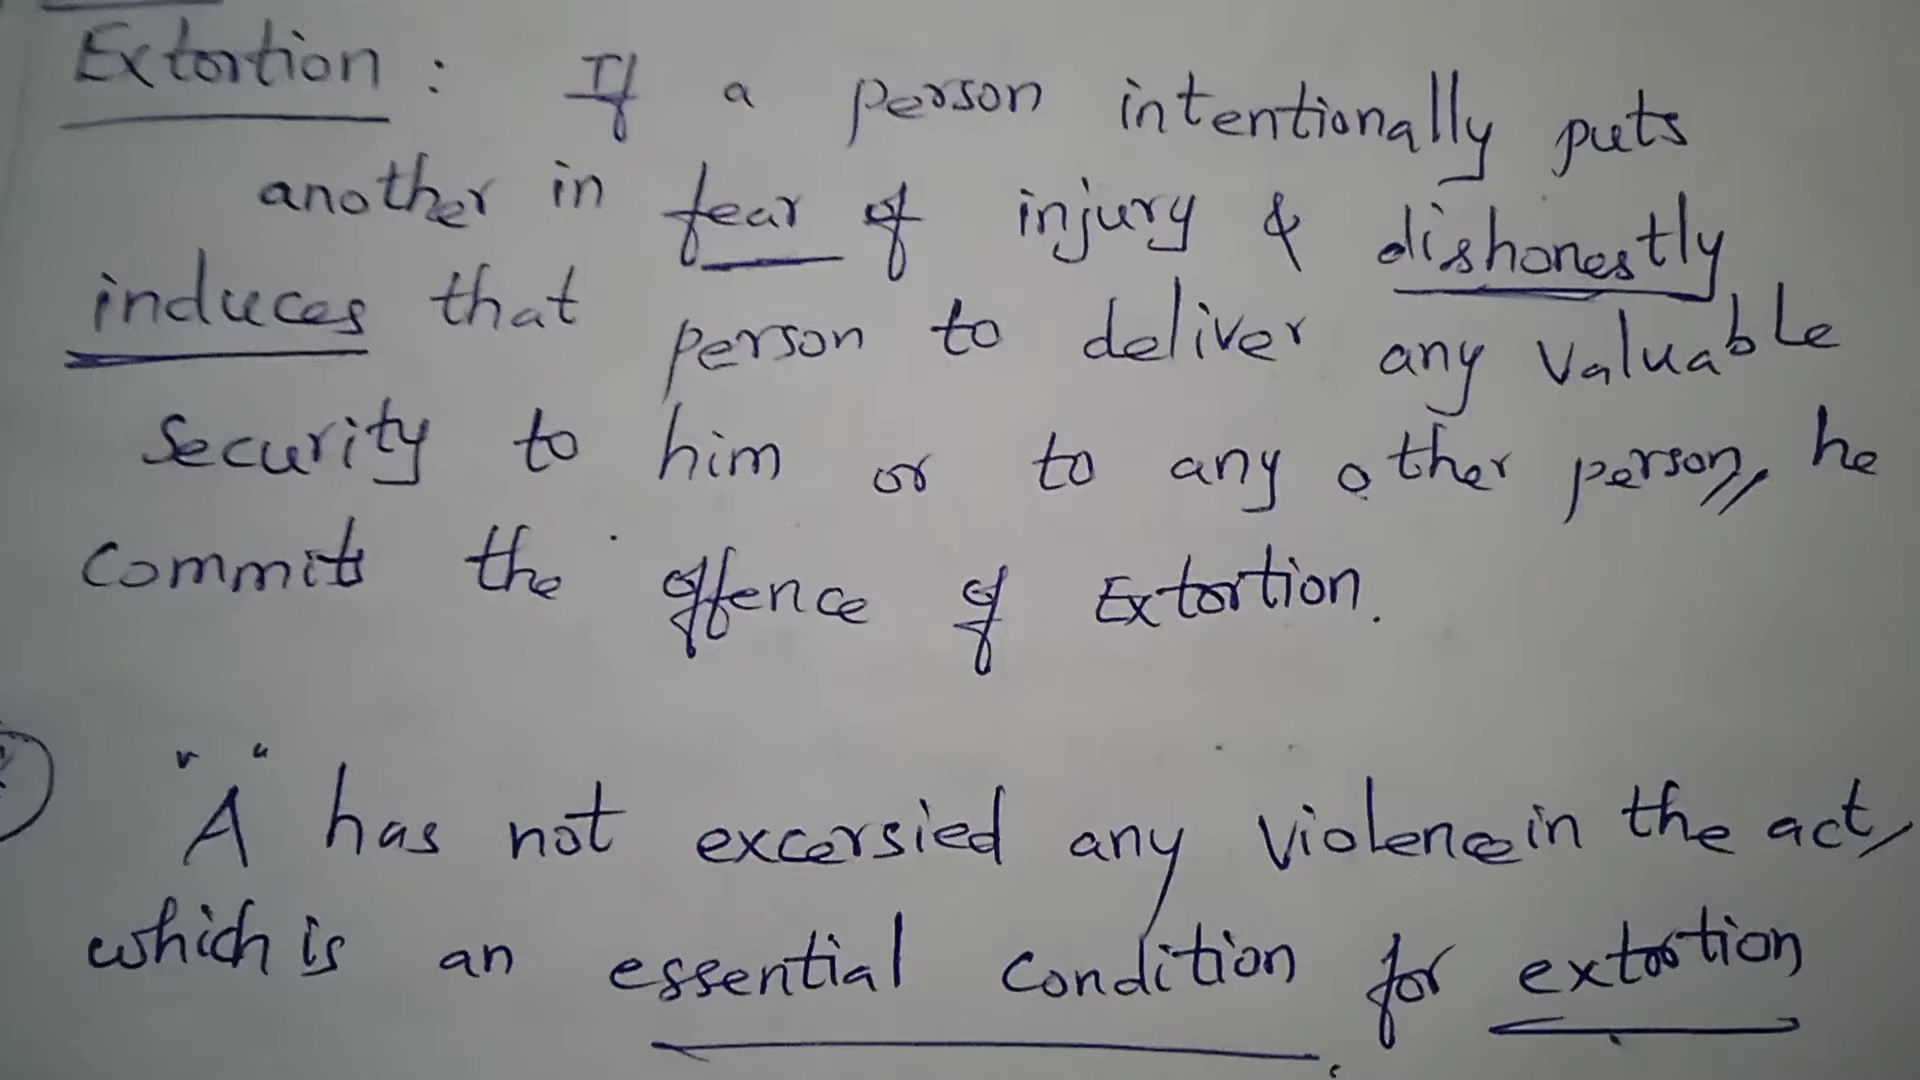 Extortion : If a person intentionally puts
another in fear of injury & dishonestly
induces that person to deliver any valuable
Security to him or to any other person, he
commits the offence of Extortion.
"A" has not excersied any violence in the act,
which is an essential condition for extortion